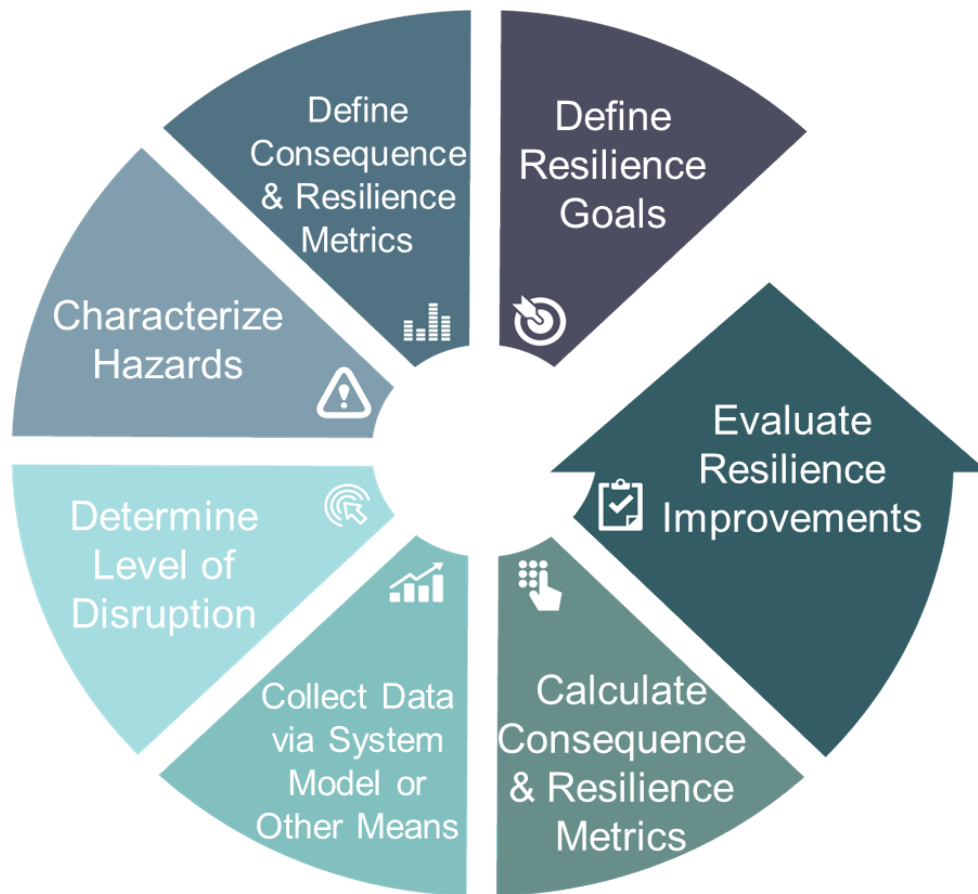 Define
Resilience
Goals
Define
Consequence
& Resilience
Metrics
Characterize
Hazards
Determine
Level of
Disruption
Collect Data
via System
Model or
Other Means
Calculate
Consequence
& Resilience
Metrics
Evaluate
Resilience
Improvements